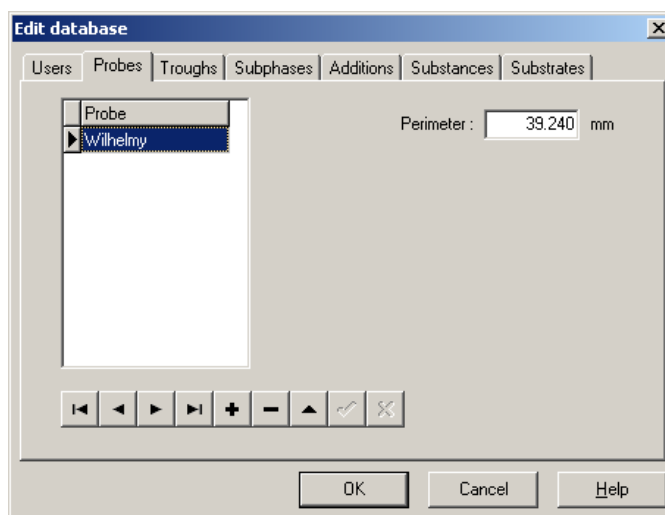 Edit database
Users Probes Troughs Subphases Additions Substances Substrates
Probe
Wilhelmy
Perimeter : 39.240 mm
OK Cancel Help